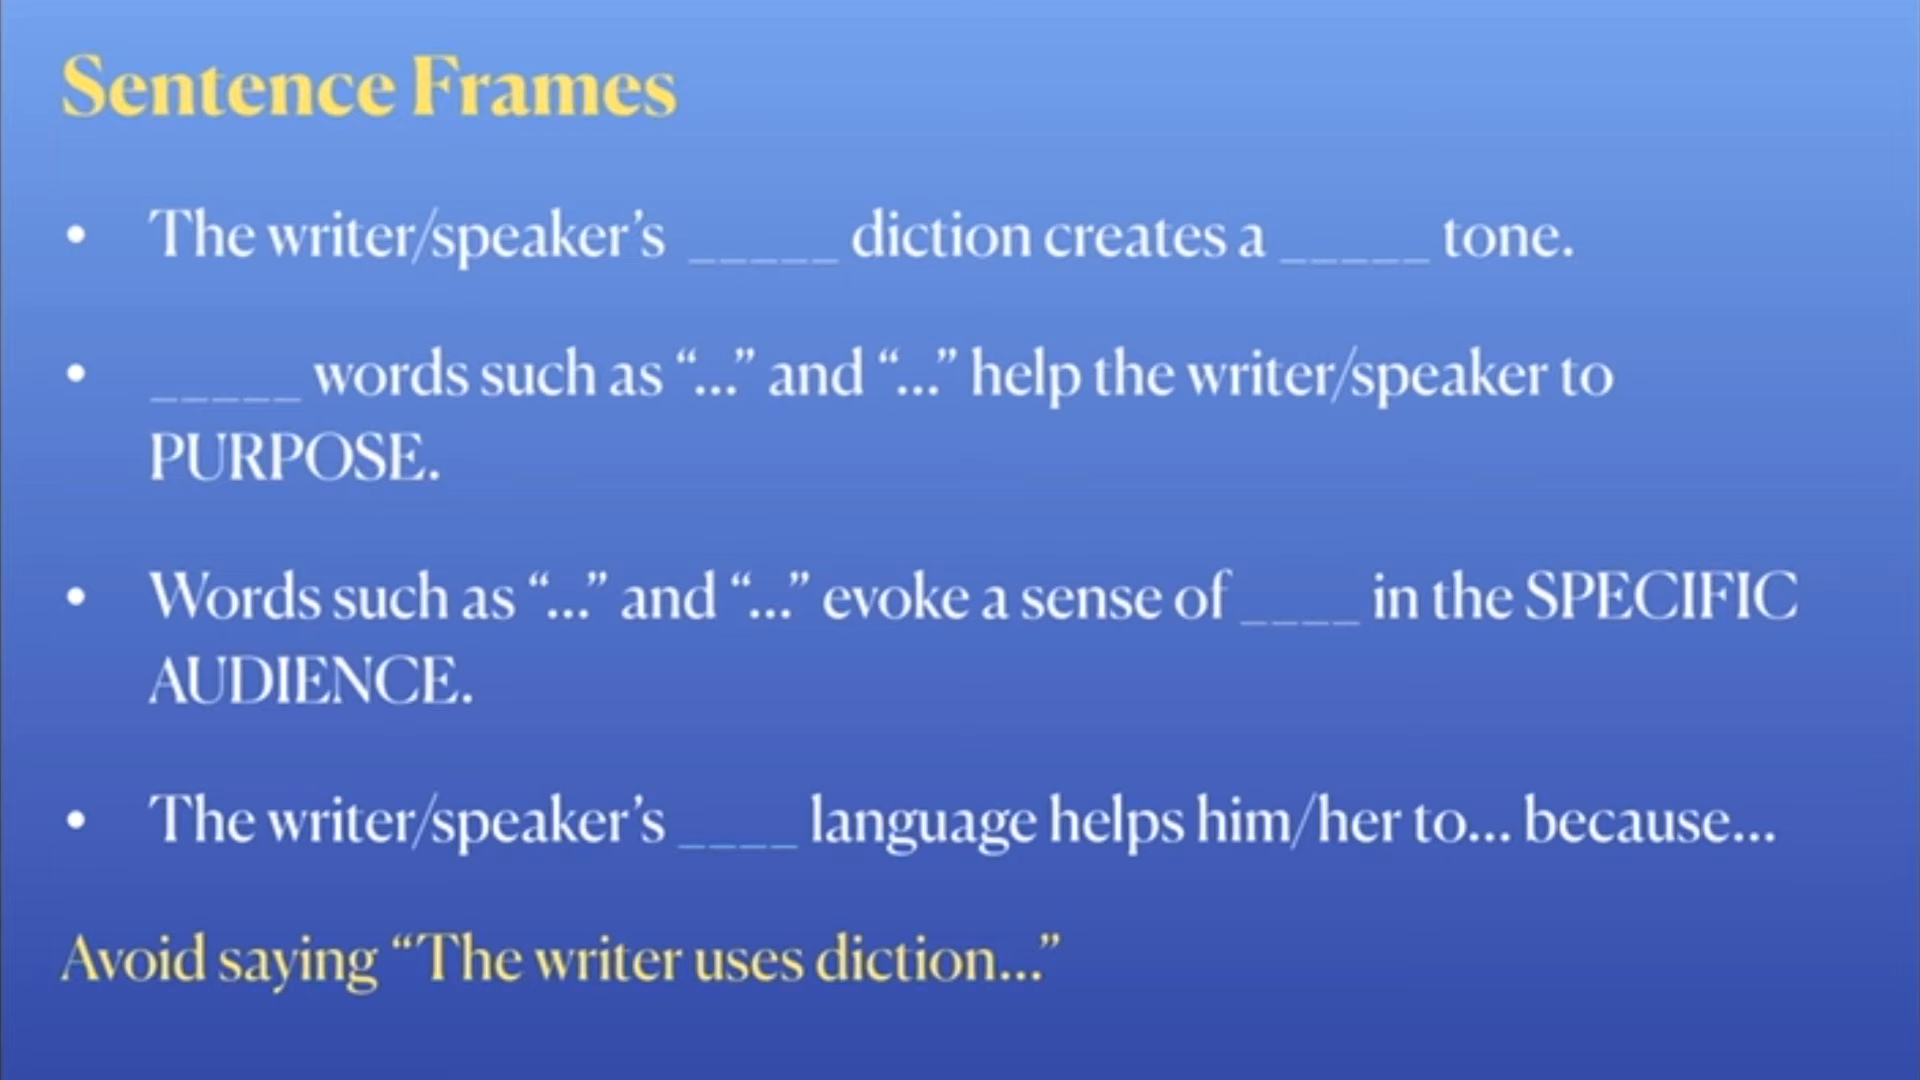 Sentence Frames
• The writer/speaker’s _____ diction creates a _____ tone.
• _____ words such as “...” and “...” help the writer/speaker to
PURPOSE.
• Words such as “...” and “...” evoke a sense of ____ in the SPECIFIC
AUDIENCE.
• The writer/speaker’s ____ language helps him/her to... because...
Avoid saying “The writer uses diction...”